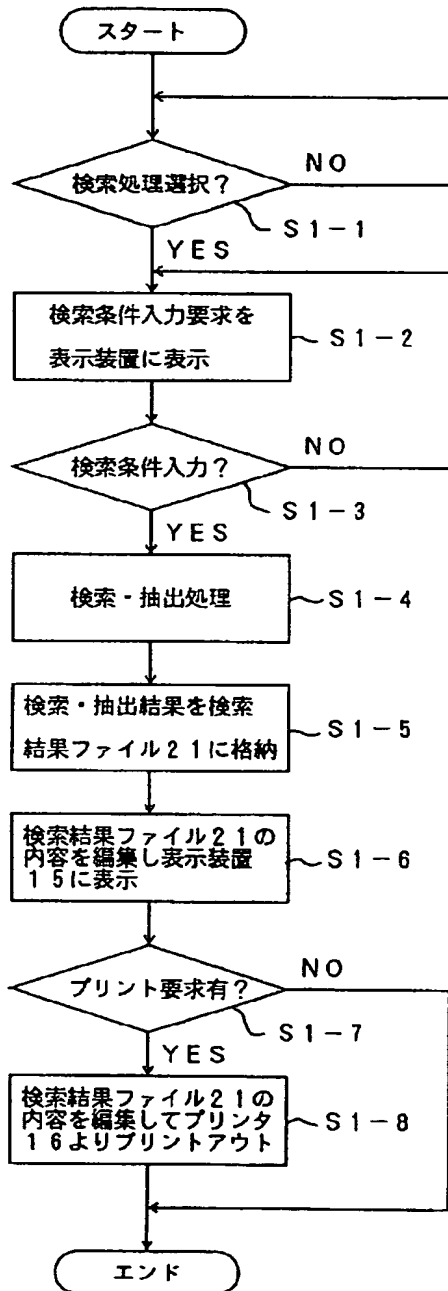 スタート
検索処理選択?
NO
S1-1
YES
検索条件入力要求を
表示装置に表示
S1-2
検索条件入力?
NO
S1-3
YES
検索・抽出処理
S1-4
検索・抽出結果を検索
結果ファイル21に格納
S1-5
検索結果ファイル21の
内容を編集し表示装置
15に表示
S1-6
プリント要求有?
NO
S1-7
YES
検索結果ファイル21の
内容を編集してプリンタ
16よりプリントアウト
S1-8
エンド